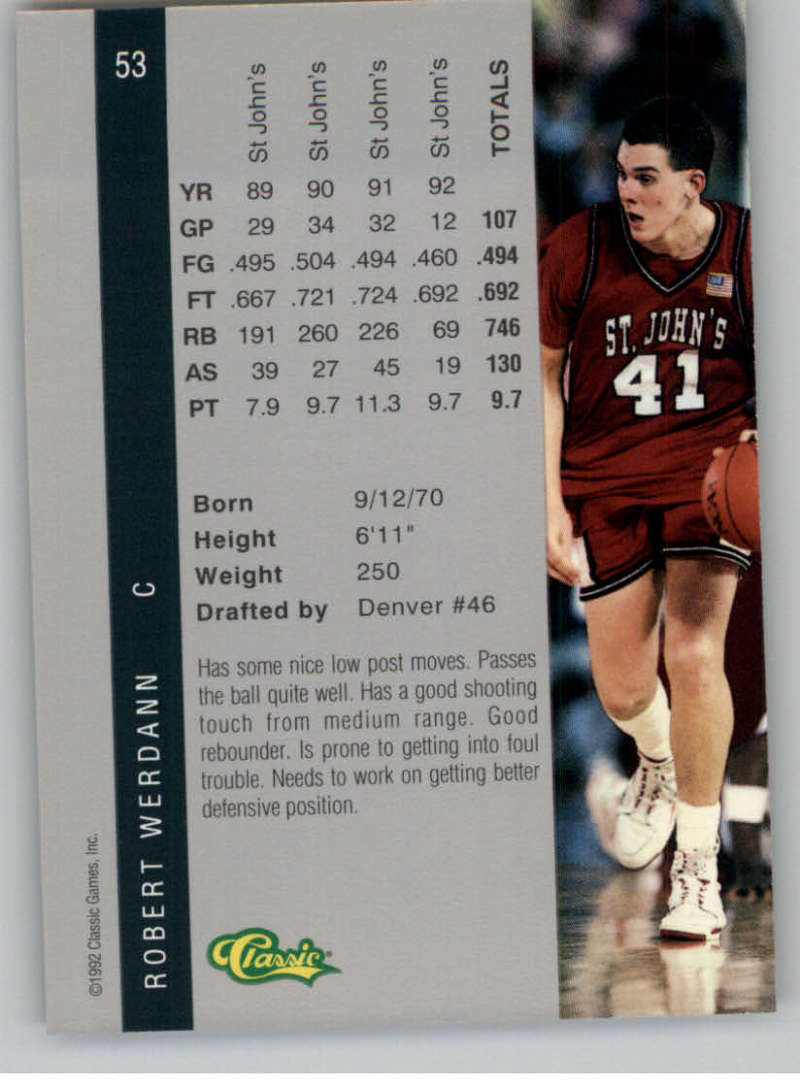 53
St John's St John's St John's St John's TOTALS
YR 89 90 91 92
GP 29 34 32 12 107
FG .495 .504 .494 .460 .494
FT .667 .721 .724 .692 .692
RB 191 260 226 69 746
AS 39 27 45 19 130
PT 7.9 9.7 11.3 9.7 9.7
Born 9/12/70
Height 6'11"
Weight 250
Drafted by Denver #46
Has some nice low post moves. Passes
the ball quite well. Has a good shooting
touch from medium range. Good
rebounder. Is prone to getting into foul
trouble. Needs to work on getting better
defensive position.
Classic®
ROBERT WERDANN C
©1992 Classic Games, Inc.
ST. JOHN'S
41